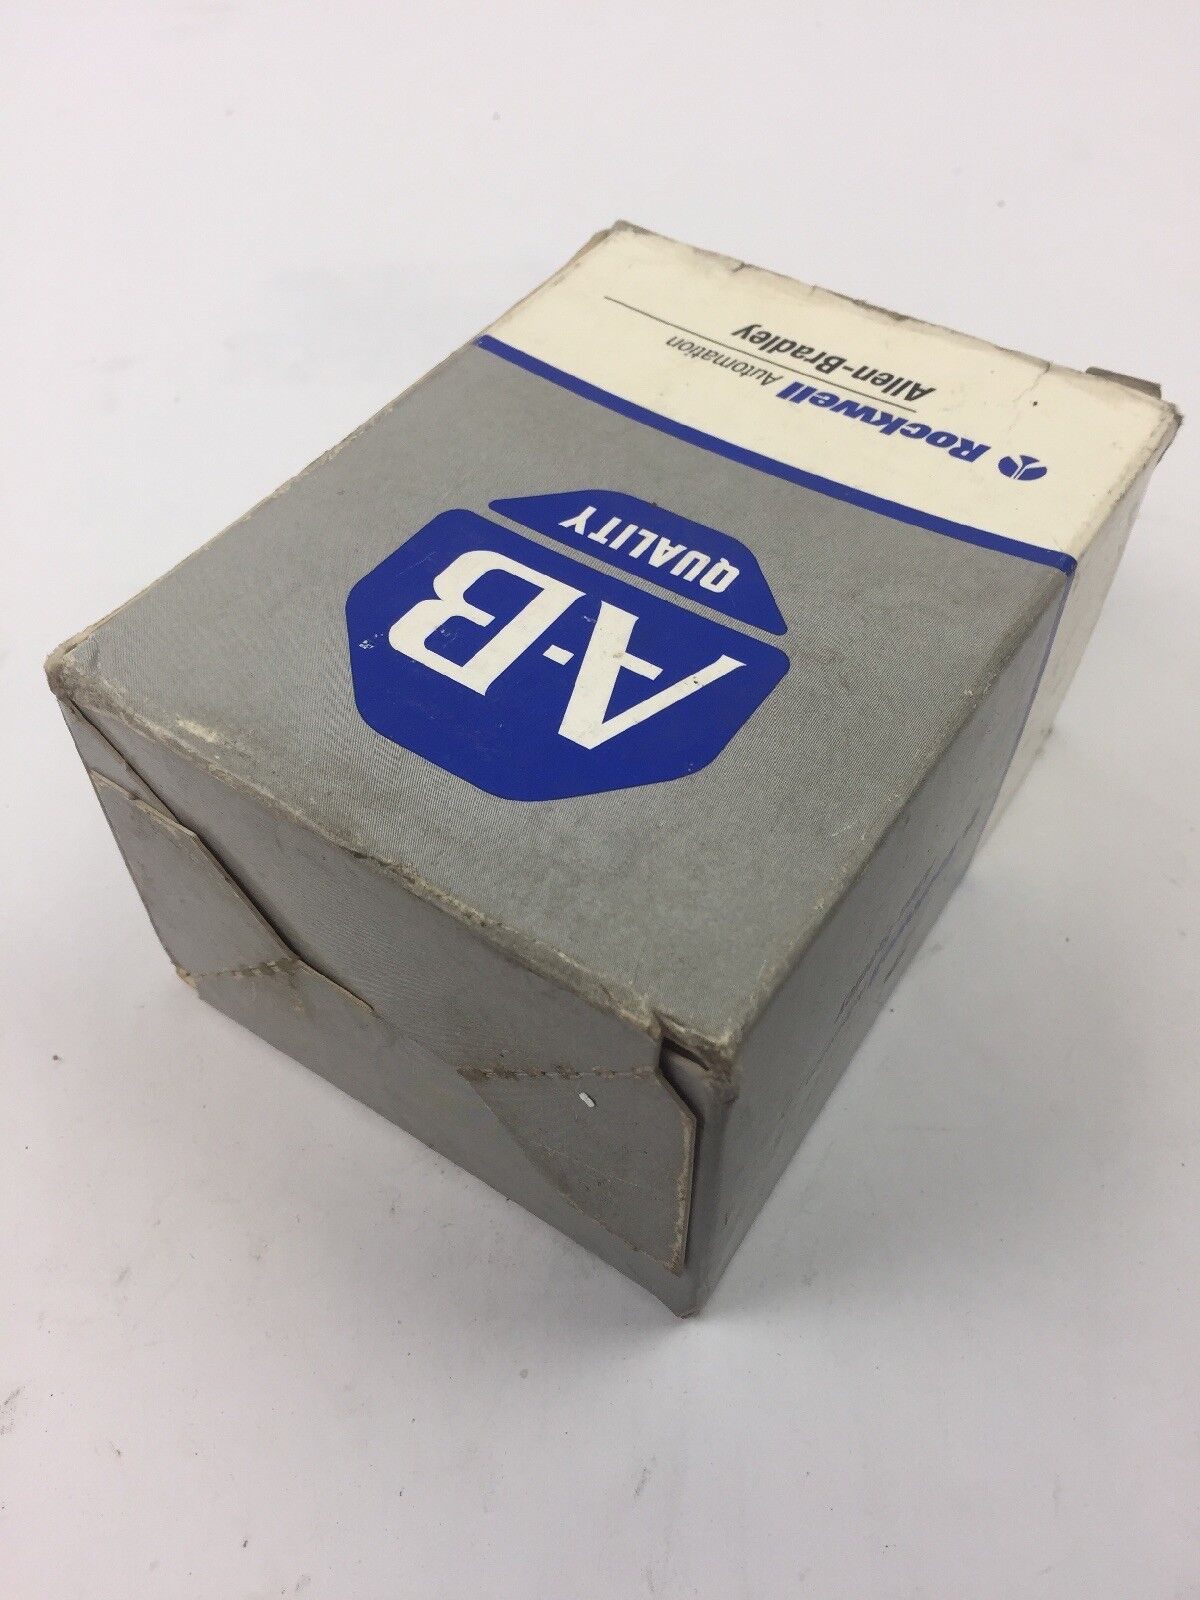 Rockwell Automation
Allen-Bradley
A-B
QUALITY